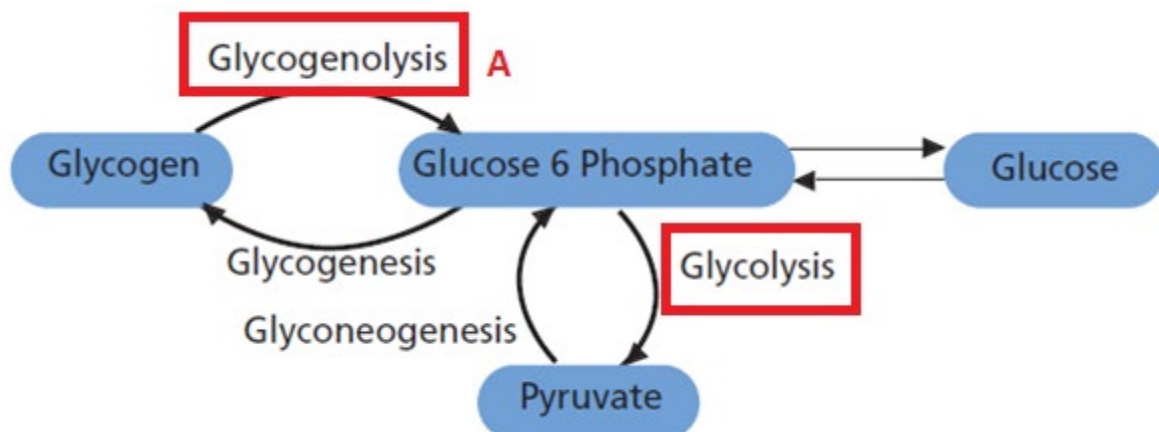 Glycogenolysis
A
Glycogen
Glucose 6 Phosphate
Glucose
Glycogenesis
Glycolysis
Glyconeogenesis
Pyruvate